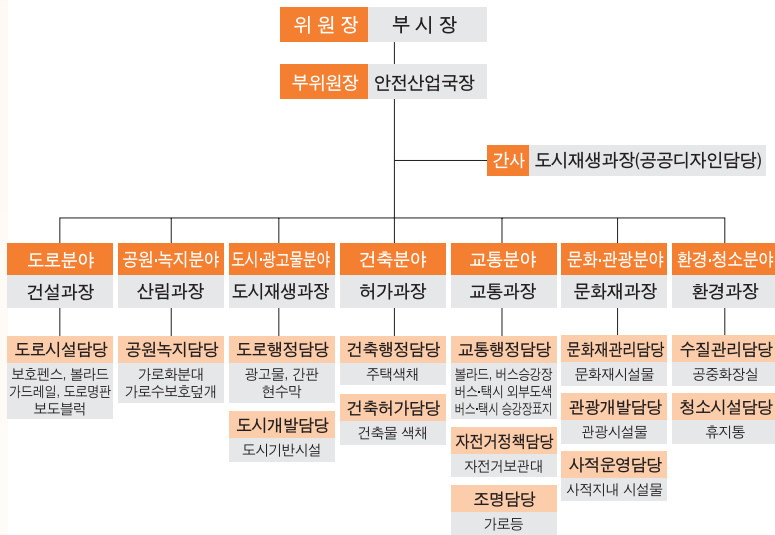 위 원 장 부 시 장
부위원장 안전산업국장
간사 도시재생과장(공공디자인담당)
도로분야
건설과장
도로시설담당
보호펜스, 볼라드
가드레일, 도로명판
보도블럭
공원·녹지분야
산림과장
공원녹지담당
가로화분대
가로수보호덮개
도시·광고물분야
도시재생과장
도로행정담당
광고물, 간판
현수막
도시개발담당
도시기반시설
건축분야
허가과장
건축행정담당
주택색채
건축허가담당
건축물 색채
교통분야
교통과장
교통행정담당
볼라드, 버스승강장
버스·택시 외부도색
버스·택시 승강장표지
자전거정책담당
자전거보관대
조명담당
가로등
문화·관광분야
문화재과장
문화재관리담당
문화재시설물
관광개발담당
관광시설물
사적운영담당
사적지내 시설물
환경·청소분야
환경과장
수질관리담당
공중화장실
청소시설담당
휴지통